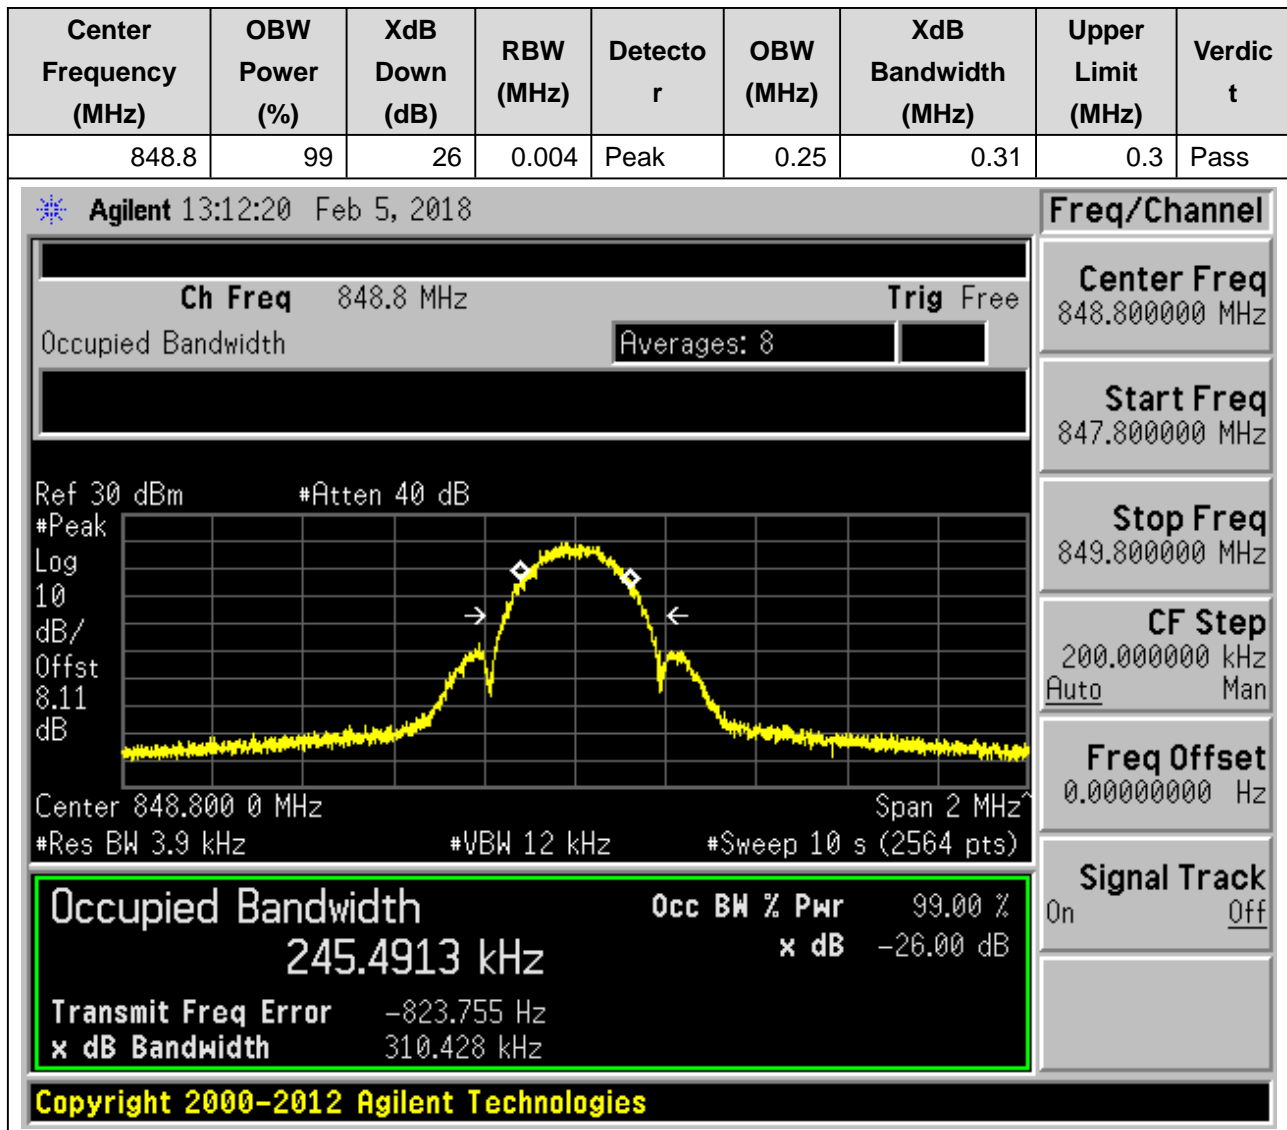 Center Frequency (MHz) OBW Power (%) XdB Down (dB) RBW (MHz) Detecto r OBW (MHz) XdB Bandwidth (MHz) Upper Limit (MHz) Verdic t
848.8 99 26 0.004 Peak 0.25 0.31 0.3 Pass
Agilent 13:12:20 Feb 5, 2018
Freq/Channel
Ch Freq 848.8 MHz Trig Free
Occupied Bandwidth Averages: 8
Center Freq
848.800000 MHz
Start Freq
847.800000 MHz
Stop Freq
849.800000 MHz
CF Step
200.000000 kHz
Auto Man
Freq Offset
0.00000000 Hz
Signal Track
On Off
Ref 30 dBm #Atten 40 dB
#Peak
Log
10
dB/
Offst
8.11
dB
Center 848.800 0 MHz Span 2 MHz^
#Res BW 3.9 kHz #VBW 12 kHz #Sweep 10 s (2564 pts)
Occupied Bandwidth Occ BW % Pwr 99.00 %
245.4913 kHz x dB -26.00 dB
Transmit Freq Error -823.755 Hz
x dB Bandwidth 310.428 kHz
Copyright 2000-2012 Agilent Technologies